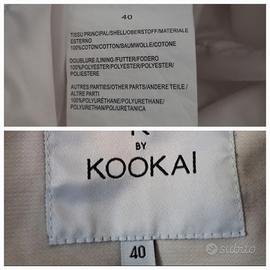 40
TISSU PRINCIPAL/SHELL/OBERSTOFF/MATERIALE
ESTERNO
100%COTON/COTTON/BAUMWOLLE/COTONE
DOUBLURE/LINING/FUTTER/FODERO
100%POLYESTER/POLYESTER/POLYESTER/
POLIESTERE
AUTRES PARTIES/OTHER PARTS/ANDERE TEILE/
ALTRE PARTI
100%POLYURÉTHANE/POLYURETHANE/
POLYURETHAN/POLIURETANICA
BY
KOOKAI
40
subito